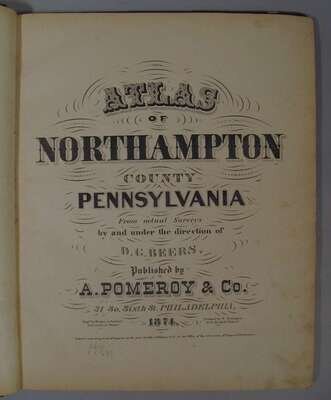 ATLAS
OF
NORTHAMPTON
COUNTY
PENNSYLVANIA
From actual Surveys
by and under the direction of
D. G. BEERS.
Published by
A. POMEROY & Co.
31 So. Sixth St. PHILADELPHIA.
1874.